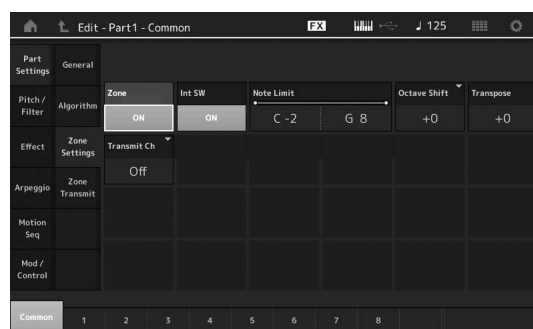 Edit - Part1 - Common
FX
♩ 125
Part Settings
General
Pitch / Filter
Algorithm
Zone
ON
Int SW
ON
Note Limit
C -2
G 8
Octave Shift
+0
Transpose
+0
Effect
Zone Settings
Transmit Ch
Off
Arpeggio
Zone Transmit
Motion Seq
Mod / Control
Common
1
2
3
4
5
6
7
8